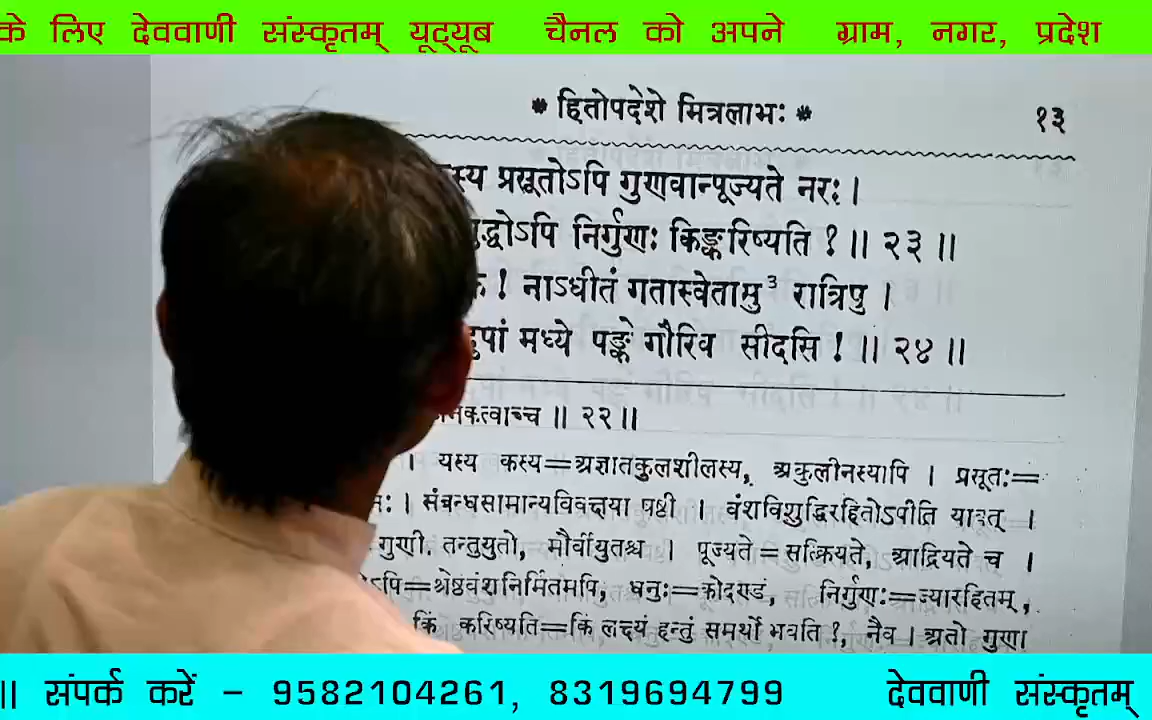 के लिए देववाणी संस्कृतम् यूट्यूब चैनल को अपने ग्राम, नगर, प्रदेश
* हितोपदेशे मित्रलाभः * १३
प्रसूतोऽपि गुणवान्पूज्यते नरः ।
निर्गुणः किङ्करिष्यति ? ॥ २३ ॥
! नाऽधीतं गतास्वेतासु ३ रात्रिषु ।
मध्ये पङ्के गौरिव सीदसि ! ॥ २४ ॥
॥ २२ ॥
। यस्य कस्य=अज्ञातकुलशीलस्य, अकुलीनस्यापि । प्रसूतः=
। संबन्धसामान्यविवक्षया षष्ठी । वंशविशुद्धिरहितोऽपीति यावत् ।
गुणी. तन्तुयुतो, मौर्वीयुतश्च । पूज्यते=सत्क्रियते, आद्रियते च ।
श्रेष्ठवंशनिर्मितमपि, धनुः=कोदण्डं, निर्गुणः=ज्यारहितम्,
किं करिष्यति=किं लक्ष्यं हन्तुं समर्थो भवति ?, नैव । अतो गुणा
॥ संपर्क करें – 9582104261, 8319694799 देववाणी संस्कृतम्